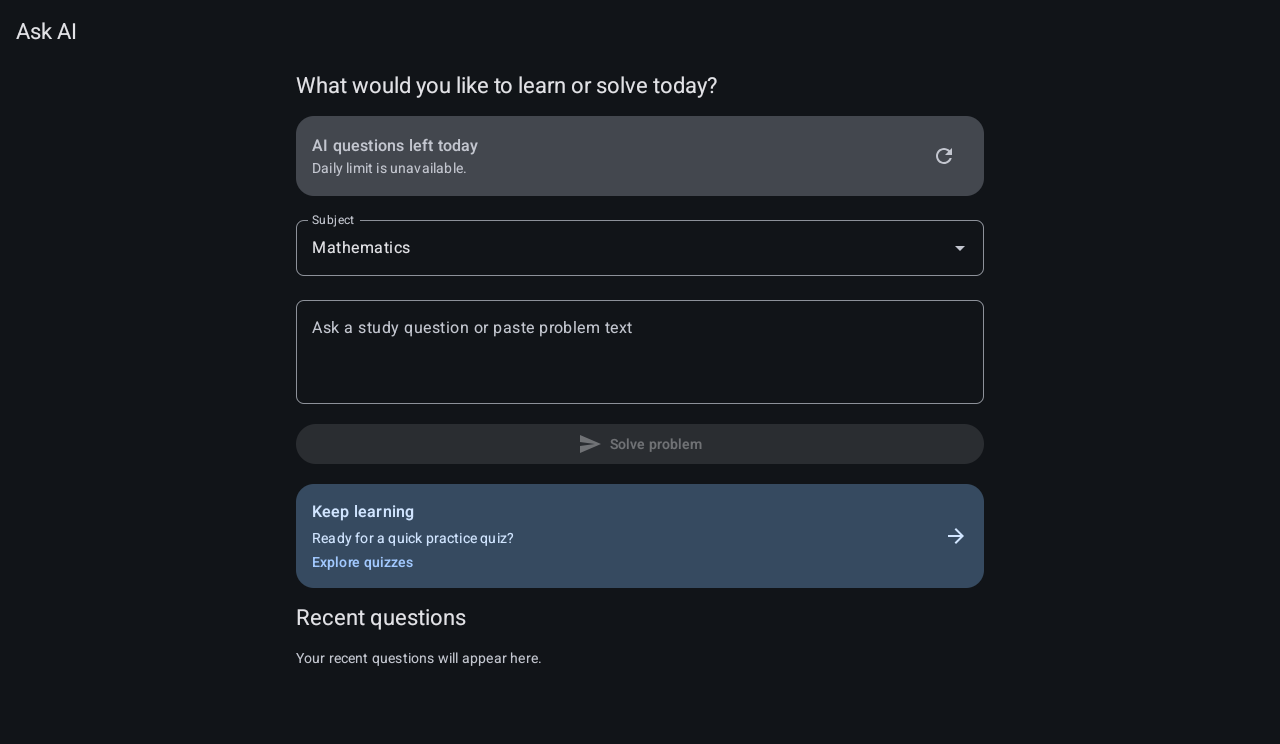 Ask AI
What would you like to learn or solve today?
AI questions left today
Daily limit is unavailable.
Subject
Mathematics
Ask a study question or paste problem text
Solve problem
Keep learning
Ready for a quick practice quiz?
Explore quizzes
Recent questions
Your recent questions will appear here.